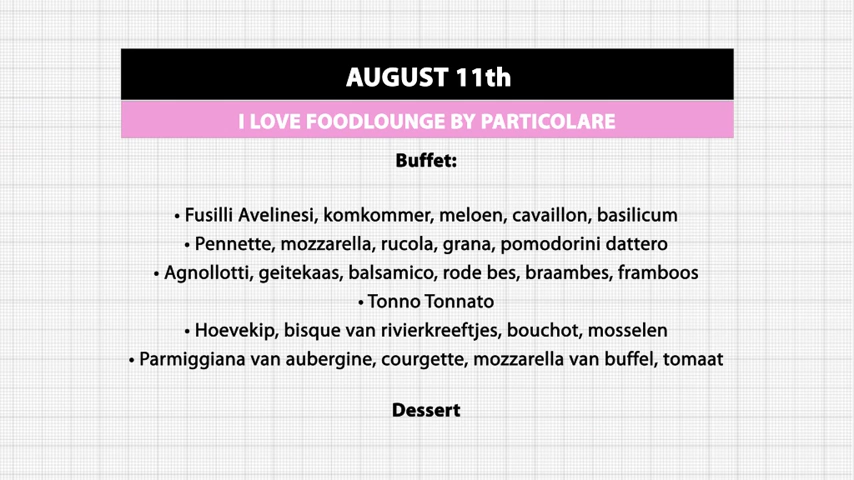 AUGUST 11th
I LOVE FOODLOUNGE BY PARTICOLARE
Buffet:
• Fusilli Avelinesi, komkommer, meloen, cavaillon, basilicum
• Pennette, mozzarella, rucola, grana, pomodorini dattero
• Agnollotti, geitekaas, balsamico, rode bes, braambes, framboos
• Tonno Tonnato
• Hoevekip, bisque van rivierkreeftjes, bouchot, mosselen
• Parmiggiana van aubergine, courgette, mozzarella van buffel, tomaat
Dessert